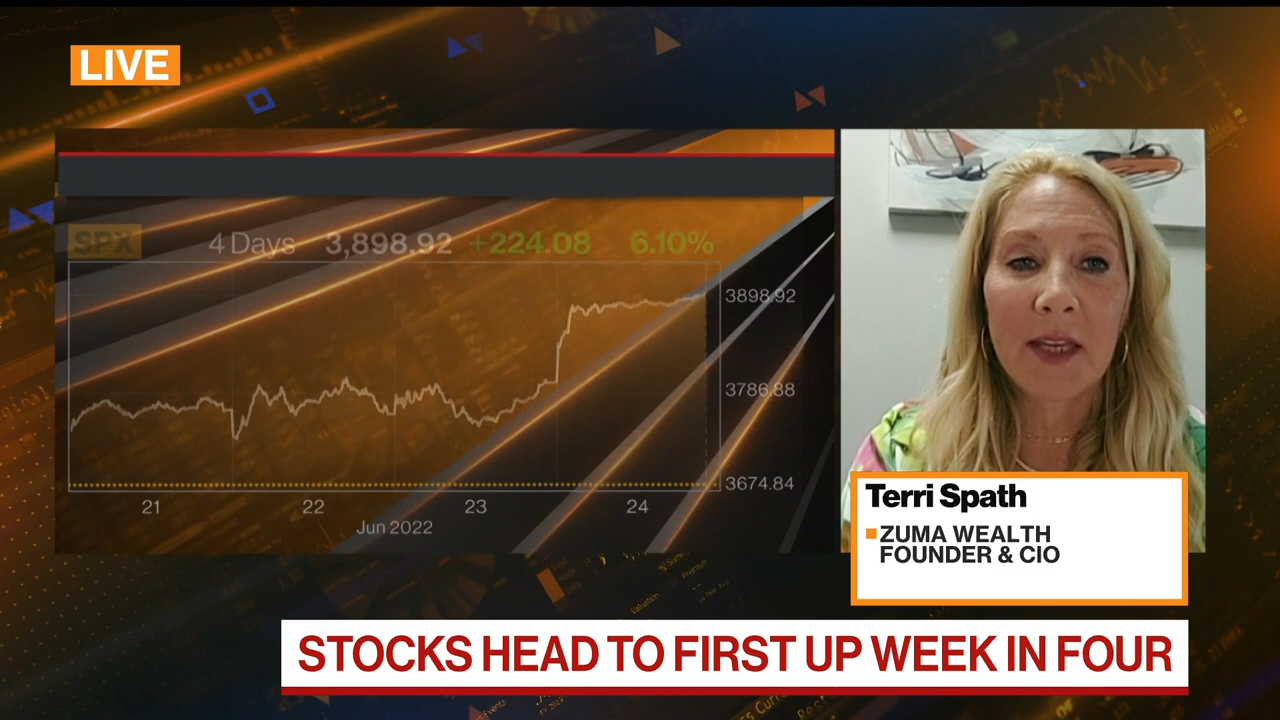 LIVE
SPX 4 Days 3,898.92 +224.08 6.10%
3898.92
3786.88
3674.84
21 22 23 24
Jun 2022
Terri Spath
ZUMA WEALTH
FOUNDER & CIO
STOCKS HEAD TO FIRST UP WEEK IN FOUR